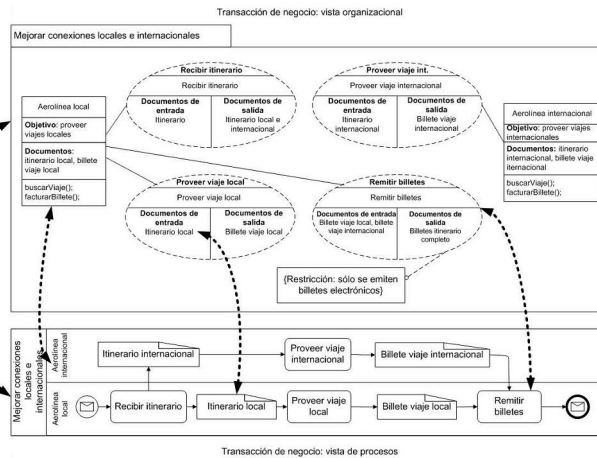 Transacción de negocio: vista organizacional
Mejorar conexiones locales e internacionales
Recibir itinerario
Recibir itinerario
Documentos de
entrada
Itinerario
Documentos de
salida
Itinerario local e
internacional
Proveer viaje int.
Proveer viaje internacional
Documentos de
entrada
Itinerario
internacional
Documentos de
salida
Billete viaje
internacional
Aerolínea local
Objetivo: proveer
viajes locales
Documentos:
itinerario local, billete
viaje local
buscarViaje();
facturarBillete();
Aerolínea internacional
Objetivo: proveer viajes
internacionales
Documentos: itinerario
internacional, billete viaje
iternacional
buscarViaje();
facturarBillete();
Proveer viaje local
Proveer viaje local
Documentos de
entrada
Itinerario local
Documentos de
salida
Billete viaje local
Remitir billetes
Remitir billetes
Documentos de entrada
Billete viaje local, billete
viaje internacional
Documentos de
salida
Billetes itinerario
completo
{Restricción: sólo se emiten
billetes electrónicos}
Mejorar conexiones
locales e
internacionales
Aerolínea
internacional
Itinerario internacional
Proveer viaje
internacional
Billete viaje internacional
Aerolínea
local
Recibir itinerario
Itinerario local
Proveer viaje
local
Billete viaje local
Remitir
billetes
Transacción de negocio: vista de procesos